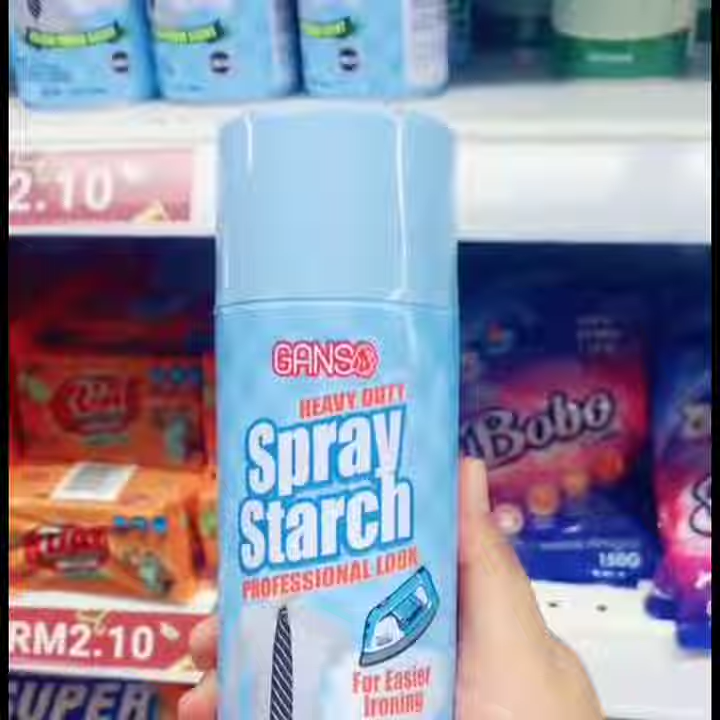 2.10
GANSO
HEAVY DUTY
Spray
Starch
PROFESSIONAL LOOK
For Easier
Ironing
Bobo
150G
RM2.10
SUPER